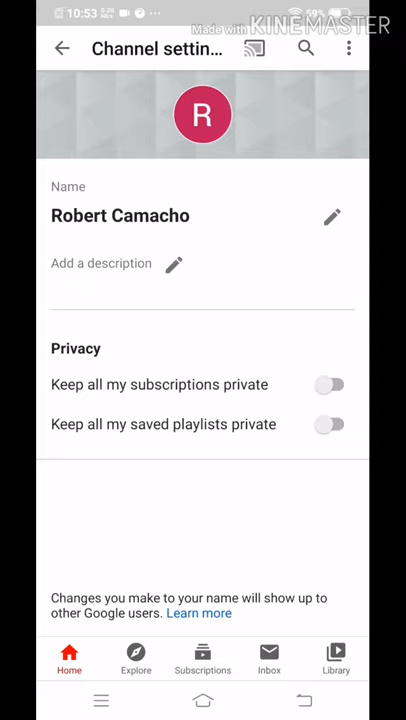 10:53
59%
Made with KINEMASTER
Channel settin...
R
Name
Robert Camacho
Add a description
Privacy
Keep all my subscriptions private
Keep all my saved playlists private
Changes you make to your name will show up to
other Google users. Learn more
Home Explore Subscriptions Inbox Library